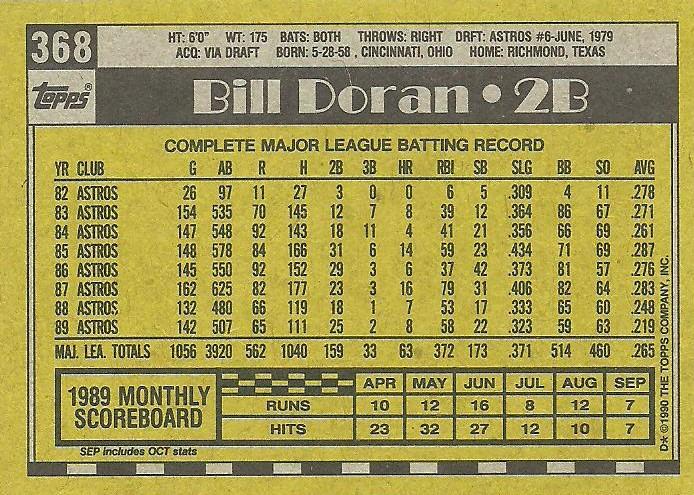 368
HT: 6'0" WT: 175 BATS: BOTH THROWS: RIGHT DRFT: ASTROS #6-JUNE, 1979
ACQ: VIA DRAFT BORN: 5-28-58 , CINCINNATI, OHIO HOME: RICHMOND, TEXAS
Topps®
Bill Doran • 2B
COMPLETE MAJOR LEAGUE BATTING RECORD
YR CLUB G AB R H 2B 3B HR RBI SB SLG BB SO AVG
82 ASTROS 26 97 11 27 3 0 0 6 5 .309 4 11 .278
83 ASTROS 154 535 70 145 12 7 8 39 12 .364 86 67 .271
84 ASTROS 147 548 92 143 18 11 4 41 21 .356 66 69 .261
85 ASTROS 148 578 84 166 31 6 14 59 23 .434 71 69 .287
86 ASTROS 145 550 92 152 29 3 6 37 42 .373 81 57 .276
87 ASTROS 162 625 82 177 23 3 16 79 31 .406 82 64 .283
88 ASTROS 132 480 66 119 18 1 7 53 17 .333 65 60 .248
89 ASTROS 142 507 65 111 25 2 8 58 22 .323 59 63 .219
MAJ. LEA. TOTALS 1056 3920 562 1040 159 33 63 372 173 .371 514 460 .265
1989 MONTHLY
SCOREBOARD
APR MAY JUN JUL AUG SEP
RUNS 10 12 16 8 12 7
HITS 23 32 27 12 10 7
SEP includes OCT stats
D* ©1990 THE TOPPS COMPANY, INC.